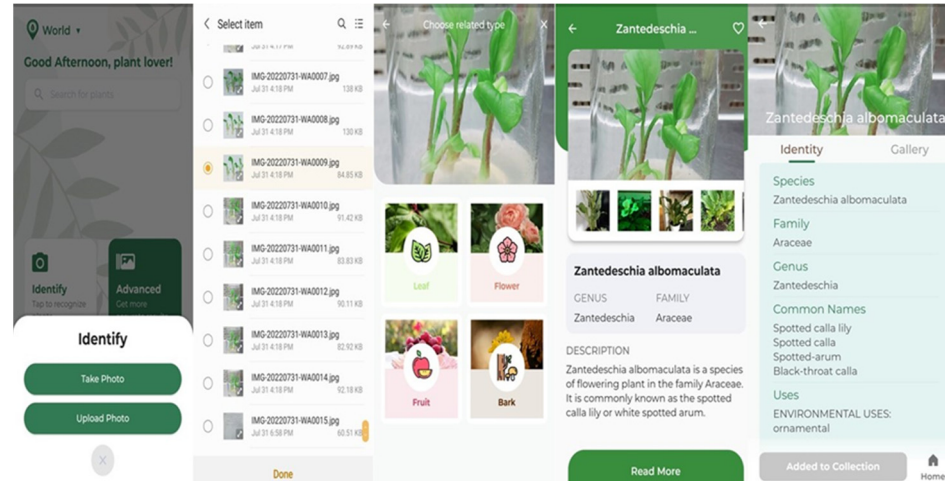 World
Good Afternoon, plant lover!
Search for plants
Identify
Tap to recognize
Advanced
Get more
Identify
Take Photo
Upload Photo
X
Select item
Jul 31 4:17 PM 92.89 KB
IMG-20220731-WA0007.jpg
Jul 31 4:18 PM 138 KB
IMG-20220731-WA0008.jpg
Jul 31 4:18 PM 130 KB
IMG-20220731-WA0009.jpg
Jul 31 4:18 PM 84.85 KB
IMG-20220731-WA0010.jpg
Jul 31 4:18 PM 91.42 KB
IMG-20220731-WA0011.jpg
Jul 31 4:18 PM 83.83 KB
IMG-20220731-WA0012.jpg
Jul 31 4:18 PM 90.11 KB
IMG-20220731-WA0013.jpg
Jul 31 4:18 PM 82.92 KB
IMG-20220731-WA0014.jpg
Jul 31 4:18 PM 92.18 KB
IMG-20220731-WA0015.jpg
Jul 31 6:58 PM 60.51 KB
Done
Choose related type X
Leaf
Flower
Fruit
Bark
Zantedeschia ...
Zantedeschia albomaculata
GENUS FAMILY
Zantedeschia Araceae
DESCRIPTION
Zantedeschia albomaculata is a species
of flowering plant in the family Araceae.
It is commonly known as the spotted
calla lily or white spotted arum.
Read More
Zantedeschia albomaculata
Identity Gallery
Species
Zantedeschia albomaculata
Family
Araceae
Genus
Zantedeschia
Common Names
Spotted calla lily
Spotted calla
Spotted-arum
Black-throat calla
Uses
ENVIRONMENTAL USES:
ornamental
Added to Collection
Home